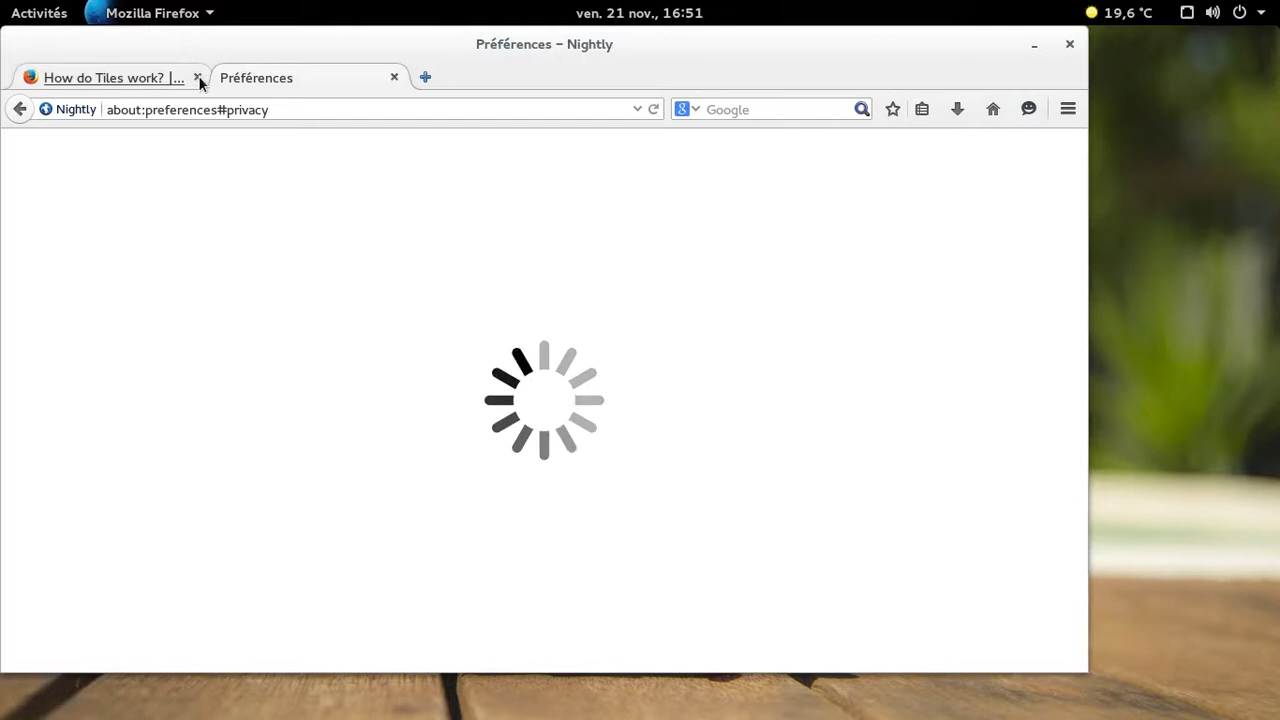 Activités Mozilla Firefox ven. 21 nov., 16:51 19,6 °C
Préférences - Nightly
How do Tiles work? |... Préférences
Nightly about:preferences#privacy Google